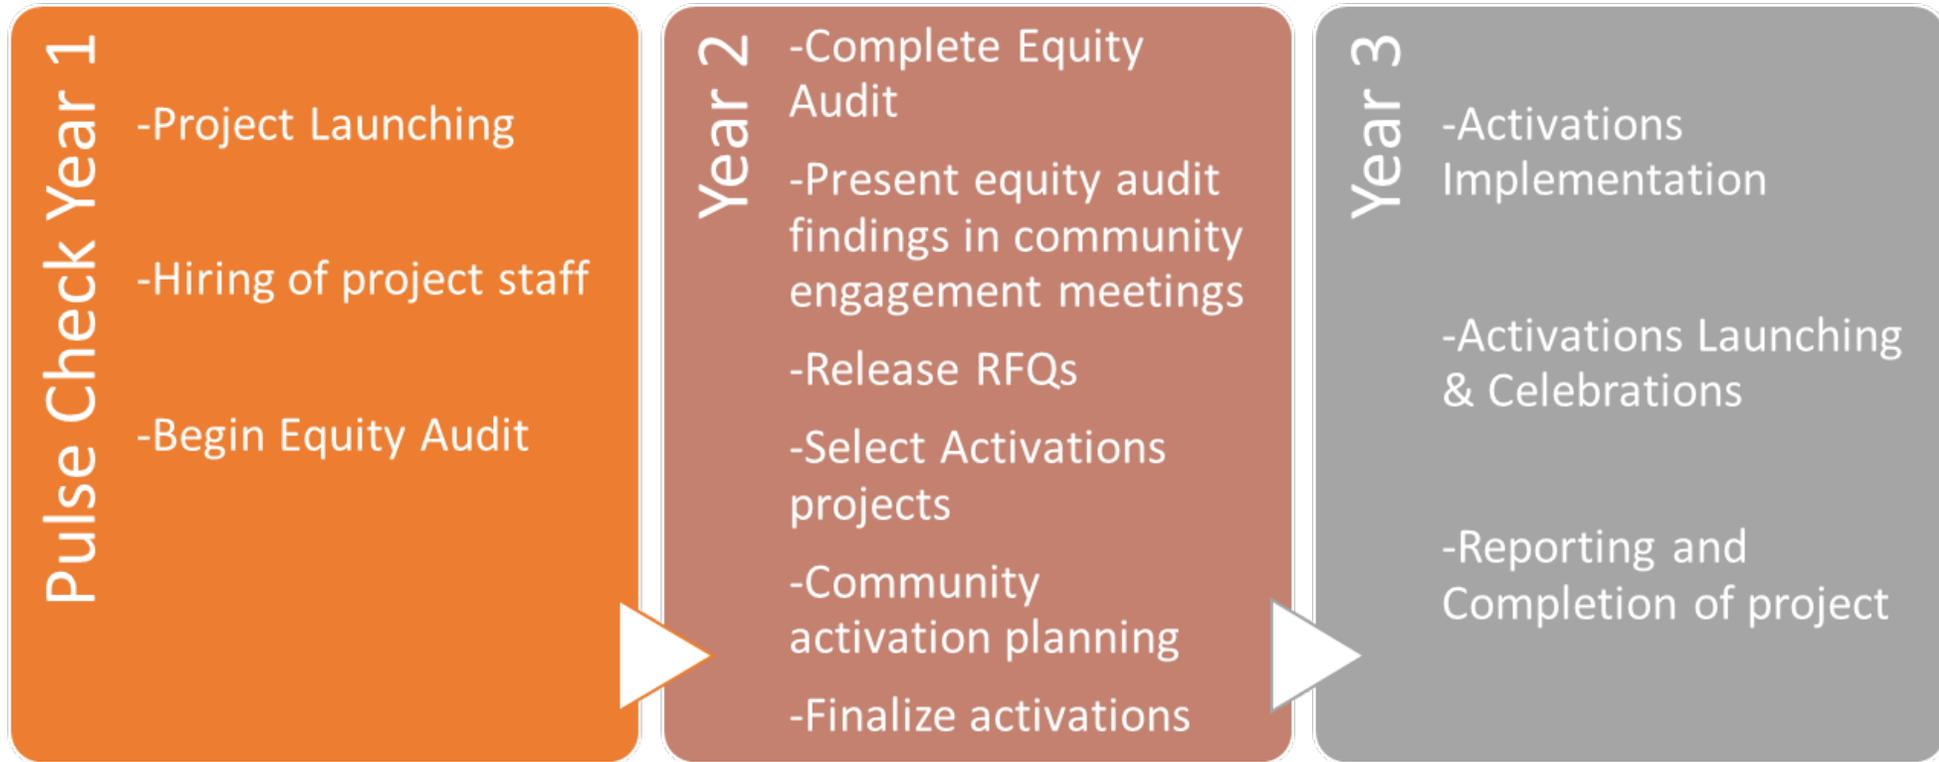 Pulse Check Year 1
-Project Launching
-Hiring of project staff
-Begin Equity Audit
Year 2
-Complete Equity
Audit
-Present equity audit
findings in community
engagement meetings
-Release RFQs
-Select Activations
projects
-Community
activation planning
-Finalize activations
Year 3
-Activations
Implementation
-Activations Launching
& Celebrations
-Reporting and
Completion of project